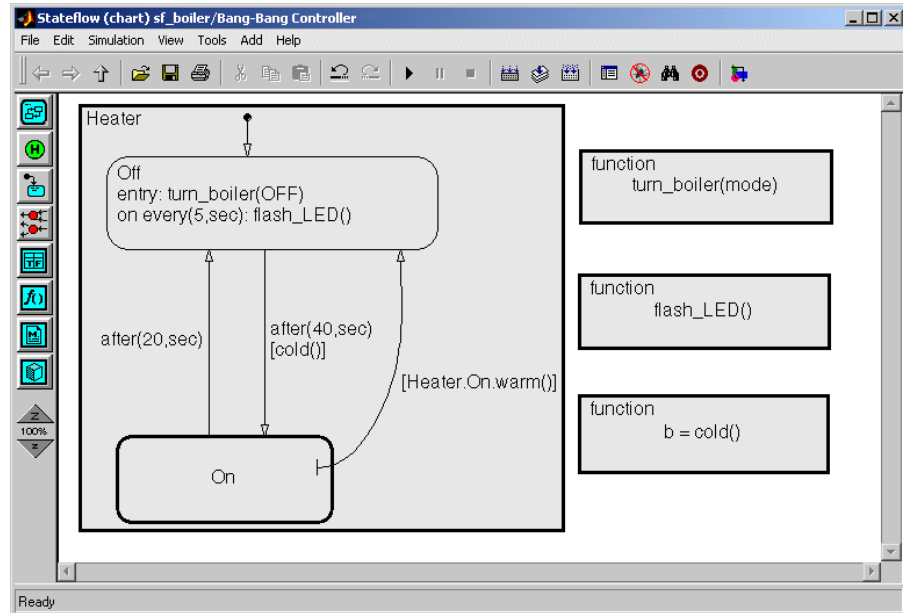 Stateflow (chart) sf_boiler/Bang-Bang Controller
File Edit Simulation View Tools Add Help
Heater
Off
entry: turn_boiler(OFF)
on every(5,sec): flash_LED()
after(20,sec)
after(40,sec)
[cold()]
[Heater.On.warm()]
On
function
turn_boiler(mode)
function
flash_LED()
function
b = cold()
H
TF
f()
M
Z
100%
z
Ready